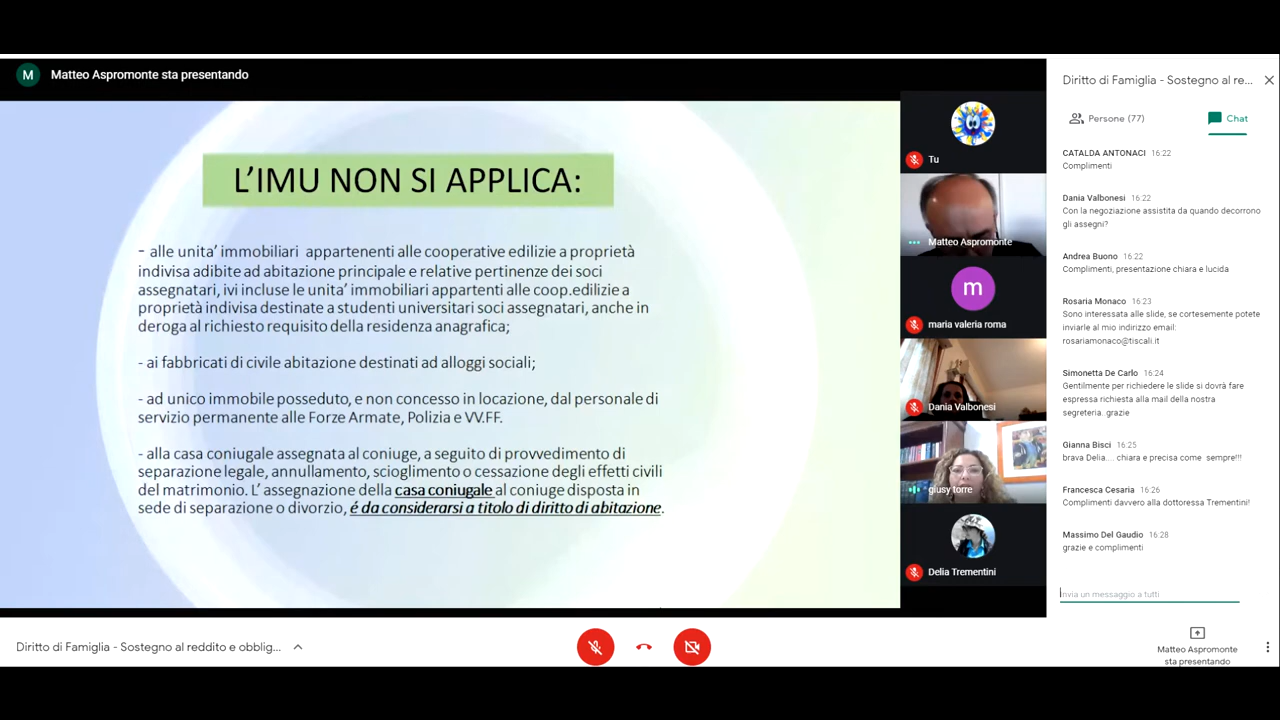 M
Matteo Aspromonte sta presentando
L'IMU NON SI APPLICA:
- alle unita' immobiliari appartenenti alle cooperative edilizie a proprietà
indivisa adibite ad abitazione principale e relative pertinenze dei soci
assegnatari, ivi incluse le unita' immobiliari appartenti alle coop.edilizie a
proprietà indivisa destinate a studenti universitari soci assegnatari, anche in
deroga al richiesto requisito della residenza anagrafica;
- ai fabbricati di civile abitazione destinati ad alloggi sociali;
- ad unico immobile posseduto, e non concesso in locazione, dal personale di
servizio permanente alle Forze Armate, Polizia e VV.FF.
- alla casa coniugale assegnata al coniuge, a seguito di provvedimento di
separazione legale, annullamento, scioglimento o cessazione degli effetti civili
del matrimonio. L' assegnazione della casa coniugale al coniuge disposta in
sede di separazione o divorzio, é da considerarsi a titolo di diritto di abitazione.
Tu
Matteo Aspromonte
m
maria valeria roma
Dania Valbonesi
giusy torre
Delia Trementini
Diritto di Famiglia - Sostegno al re...
Persone (77)
Chat
CATALDA ANTONACI 16:22
Complimenti
Dania Valbonesi 16:22
Con la negoziazione assistita da quando decorrono
gli assegni?
Andrea Buono 16:22
Complimenti, presentazione chiara e lucida
Rosaria Monaco 16:23
Sono interessata alle slide, se cortesemente potete
inviarle al mio indirizzo email:
rosariamonaco@tiscali.it
Simonetta De Carlo 16:24
Gentilmente per richiedere le slide si dovrà fare
espressa richiesta alla mail della nostra
segreteria. grazie
Gianna Bisci 16:25
brava Delia.... chiara e precisa come sempre!!!
Francesca Cesaria 16:26
Complimenti davvero alla dottoressa Trementini!
Massimo Del Gaudio 16:28
grazie e complimenti
Invia un messaggio a tutti
Diritto di Famiglia - Sostegno al reddito e obblig...
Matteo Aspromonte
sta presentando